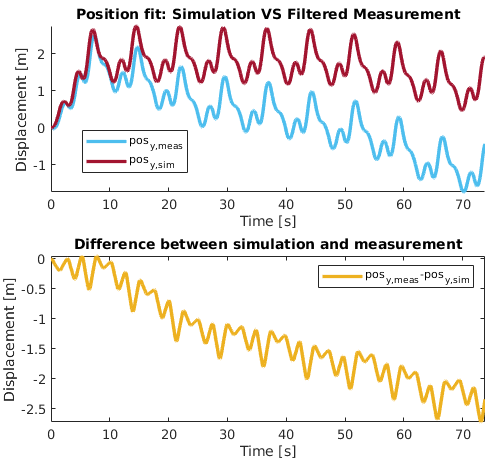 Position fit: Simulation VS Filtered Measurement
Displacement [m]
2
1
0
-1
pos_y,meas
pos_y,sim
0 10 20 30 40 50 60 70
Time [s]
Difference between simulation and measurement
Displacement [m]
0
-0.5
-1
-1.5
-2
-2.5
pos_y,meas-pos_y,sim
0 10 20 30 40 50 60 70
Time [s]